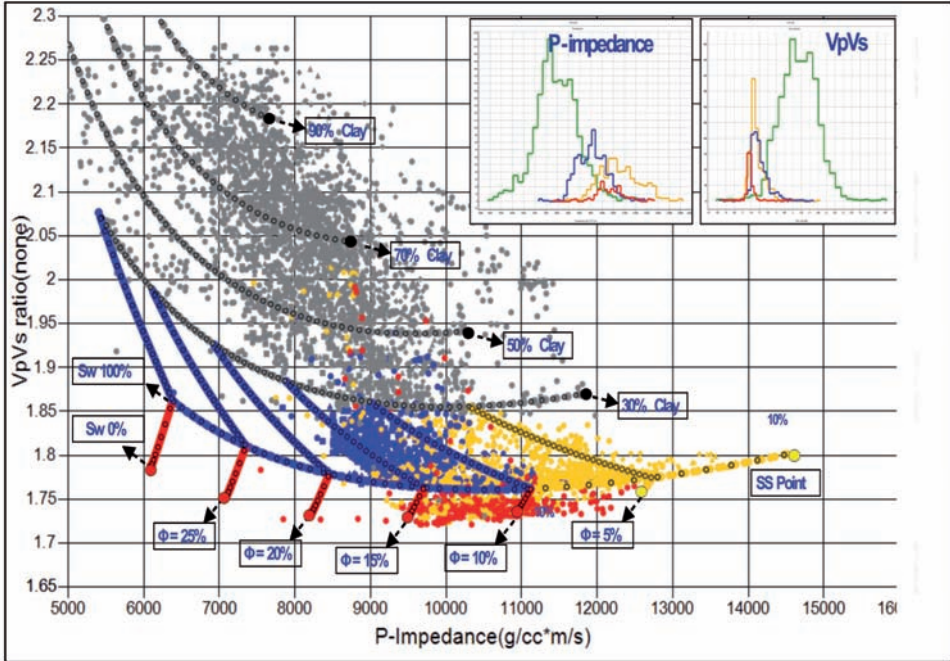 P-impedance
VpVs
2.3
2.25
2.2
2.15
2.1
2.05
2
1.95
1.9
1.85
1.8
1.75
1.7
1.65
VpVs ratio(none)
90% Clay
70% Clay
50% Clay
30% Clay
Sw 100%
Sw 0%
10%
SS Point
10%
Φ= 25%
Φ= 20%
Φ= 15%
Φ= 10%
Φ= 5%
5000 6000 7000 8000 9000 10000 11000 12000 13000 14000 15000 160
P-Impedance(g/cc*m/s)